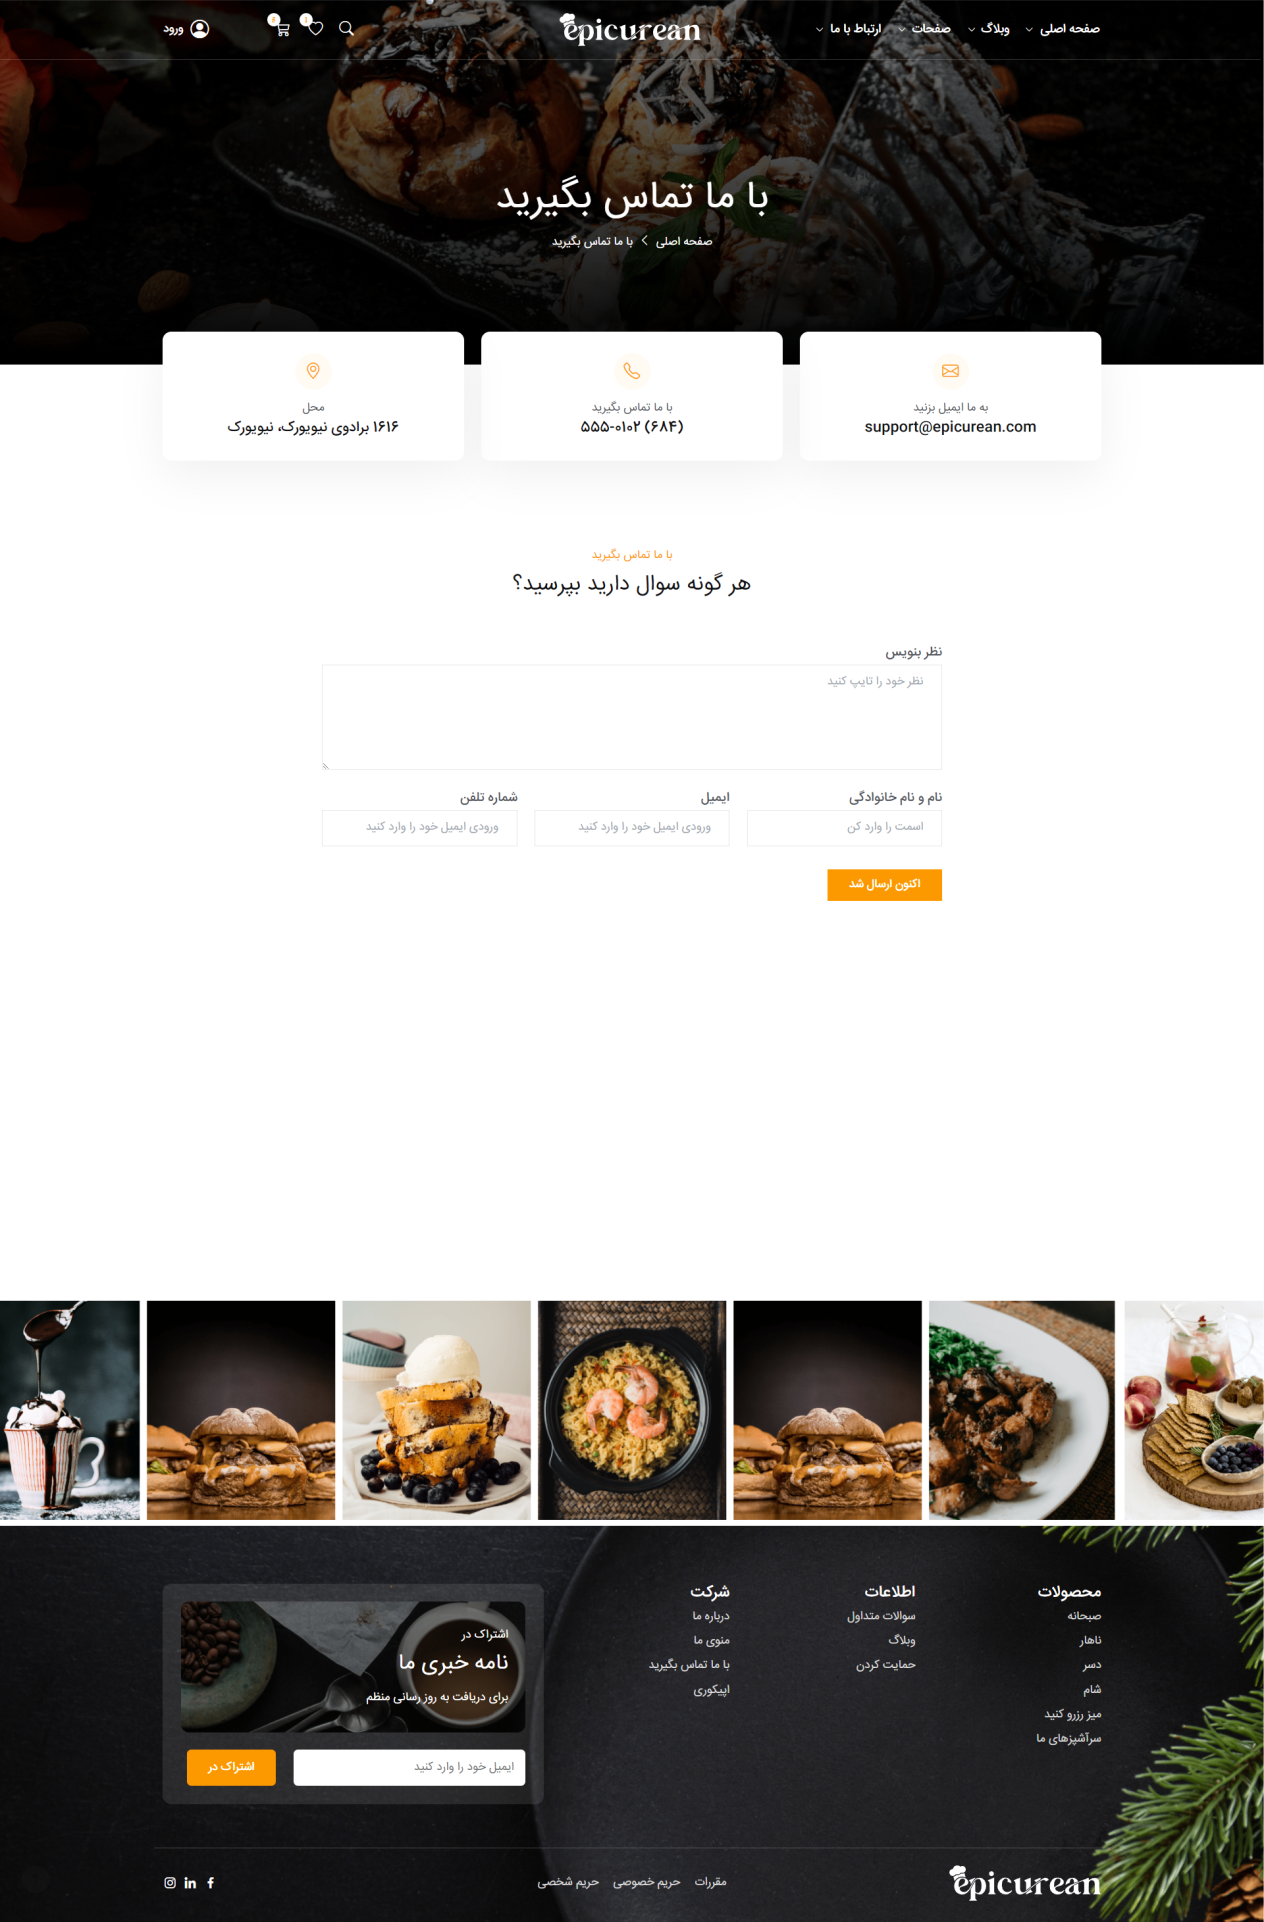 صفحه اصلی
وبلاگ
صفحات
ارتباط با ما
epicurean
۱
ورود
با ما تماس بگیرید
صفحه اصلی
با ما تماس بگیرید
به ما ایمیل بزنید
support@epicurean.com
با ما تماس بگیرید
(۶۸۴) ۵۵۵-۰۱۰۲
محل
۱۶۱۶ برادوی نیویورک، نیویورک
با ما تماس بگیرید
هر گونه سوال دارید بپرسید؟
نظر بنویس
نظر خود را تایپ کنید
نام و نام خانوادگی
ایمیل
شماره تلفن
اسمت را وارد کن
ورودی ایمیل خود را وارد کنید
ورودی ایمیل خود را وارد کنید
اکنون ارسال شد
محصولات
صبحانه
ناهار
دسر
شام
میز رزرو کنید
سرآشپزهای ما
اطلاعات
سوالات متداول
وبلاگ
حمایت کردن
شرکت
درباره ما
منوی ما
با ما تماس بگیرید
اپیکوری
اشتراک در
نامه خبری ما
برای دریافت به روز رسانی منظم
ایمیل خود را وارد کنید
اشتراک در
epicurean
مقررات
حریم خصوصی
حریم شخصی